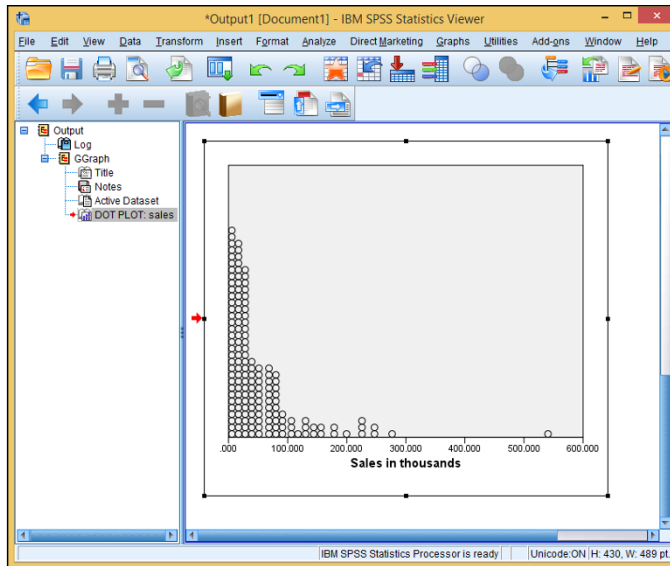 *Output1 [Document1] - IBM SPSS Statistics Viewer
File Edit View Data Transform Insert Format Analyze Direct Marketing Graphs Utilities Add-ons Window Help
Output
Log
GGraph
Title
Notes
Active Dataset
DOT PLOT: sales
.000 100.000 200.000 300.000 400.000 500.000 600.000
Sales in thousands
IBM SPSS Statistics Processor is ready Unicode:ON H: 430, W: 489 pt.